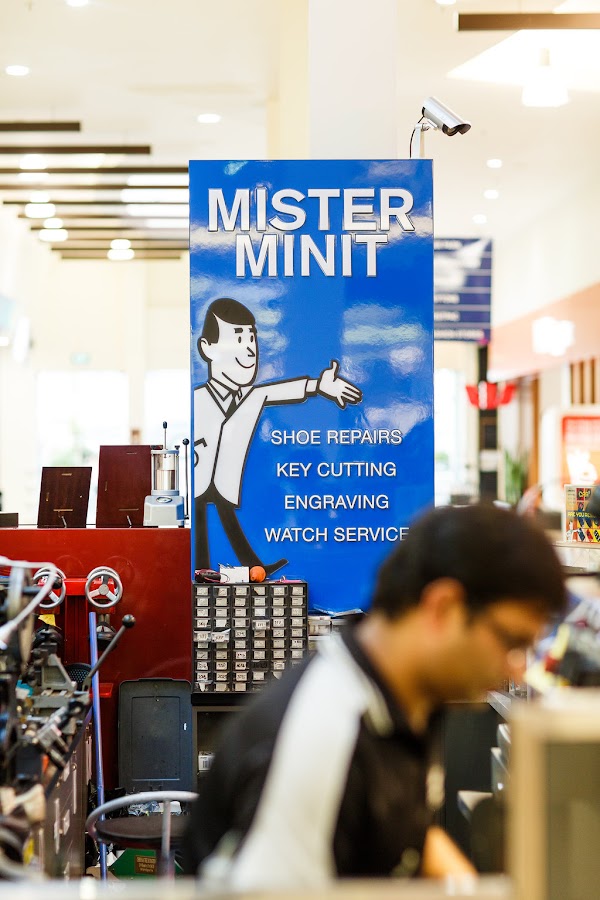 MISTER
MINIT
SHOE REPAIRS
KEY CUTTING
ENGRAVING
WATCH SERVICE